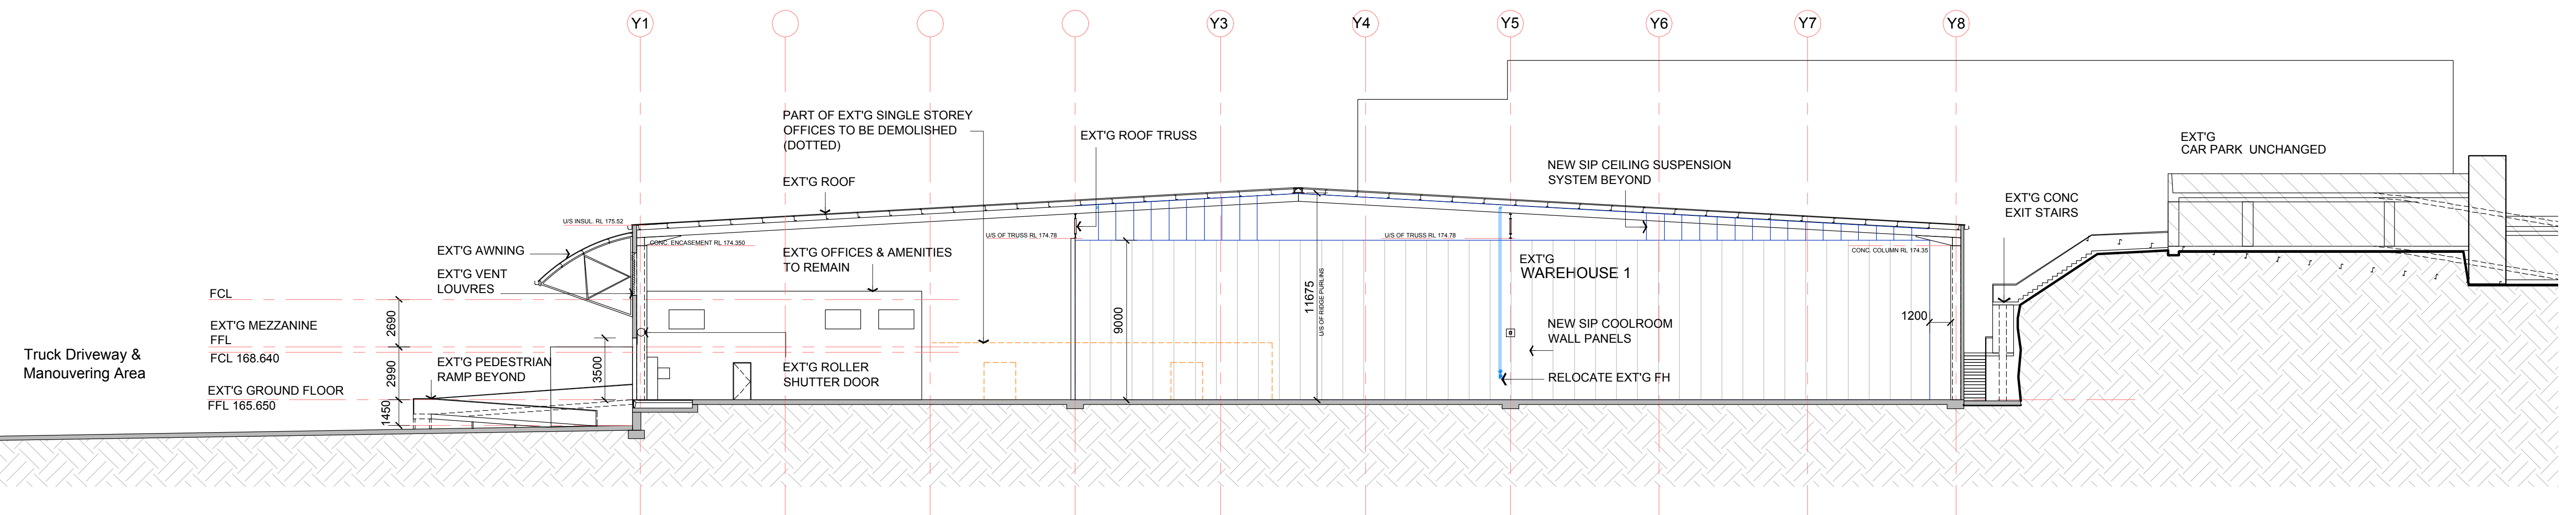 Y1
Y3
Y4
Y5
Y6
Y7
Y8
PART OF EXT'G SINGLE STOREY
OFFICES TO BE DEMOLISHED
(DOTTED)
EXT'G ROOF TRUSS
EXT'G
CAR PARK UNCHANGED
NEW SIP CEILING SUSPENSION
SYSTEM BEYOND
EXT'G ROOF
EXT'G CONC
EXIT STAIRS
U/S INSUL. RL 175.52
U/S OF TRUSS RL 174.78
U/S OF TRUSS RL 174.78
CONC. ENCASEMENT RL 174.350
CONC. COLUMN RL 174.35
EXT'G AWNING
EXT'G OFFICES & AMENITIES
TO REMAIN
EXT'G
WAREHOUSE 1
EXT'G VENT
LOUVRES
FCL
2690
11675
U/S OF RIDGE PURLINS
9000
1200
EXT'G MEZZANINE
FFL
NEW SIP COOLROOM
WALL PANELS
Truck Driveway &
Manouvering Area
FCL 168.640
EXT'G PEDESTRIAN
RAMP BEYOND
2990
3500
EXT'G ROLLER
SHUTTER DOOR
RELOCATE EXT'G FH
EXT'G GROUND FLOOR
FFL 165.650
1450